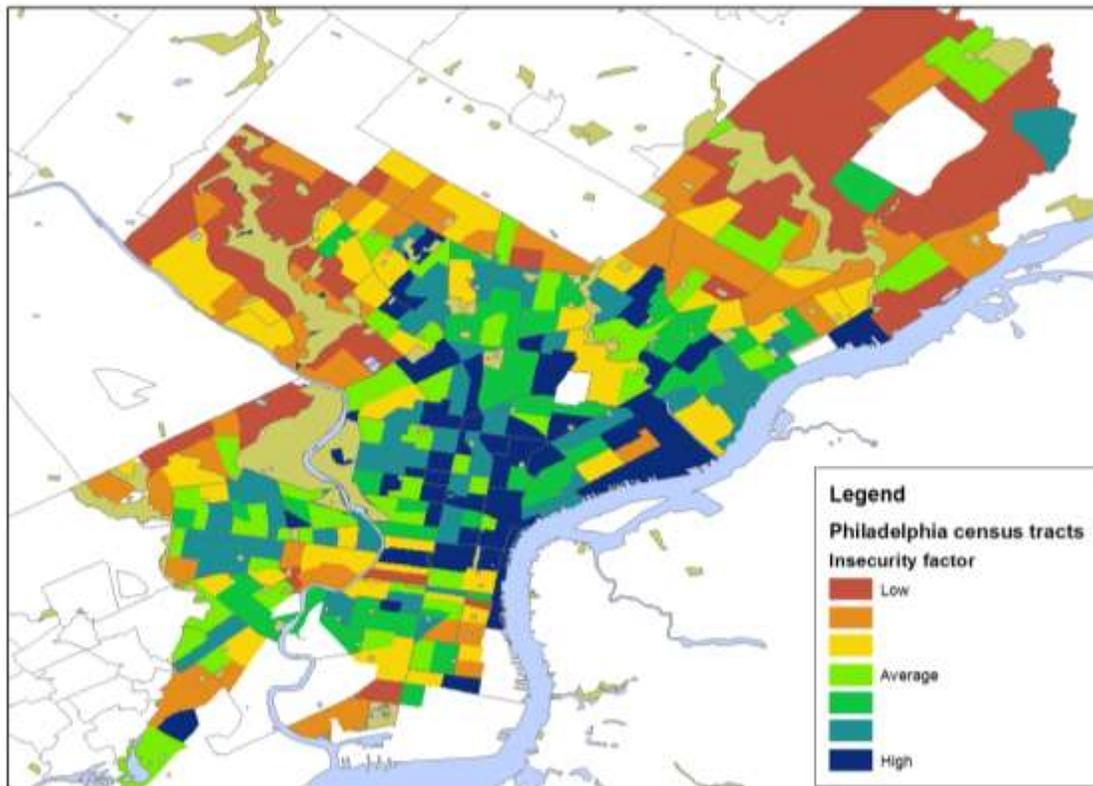 Legend
Philadelphia census tracts
Insecurity factor
Low
Average
High